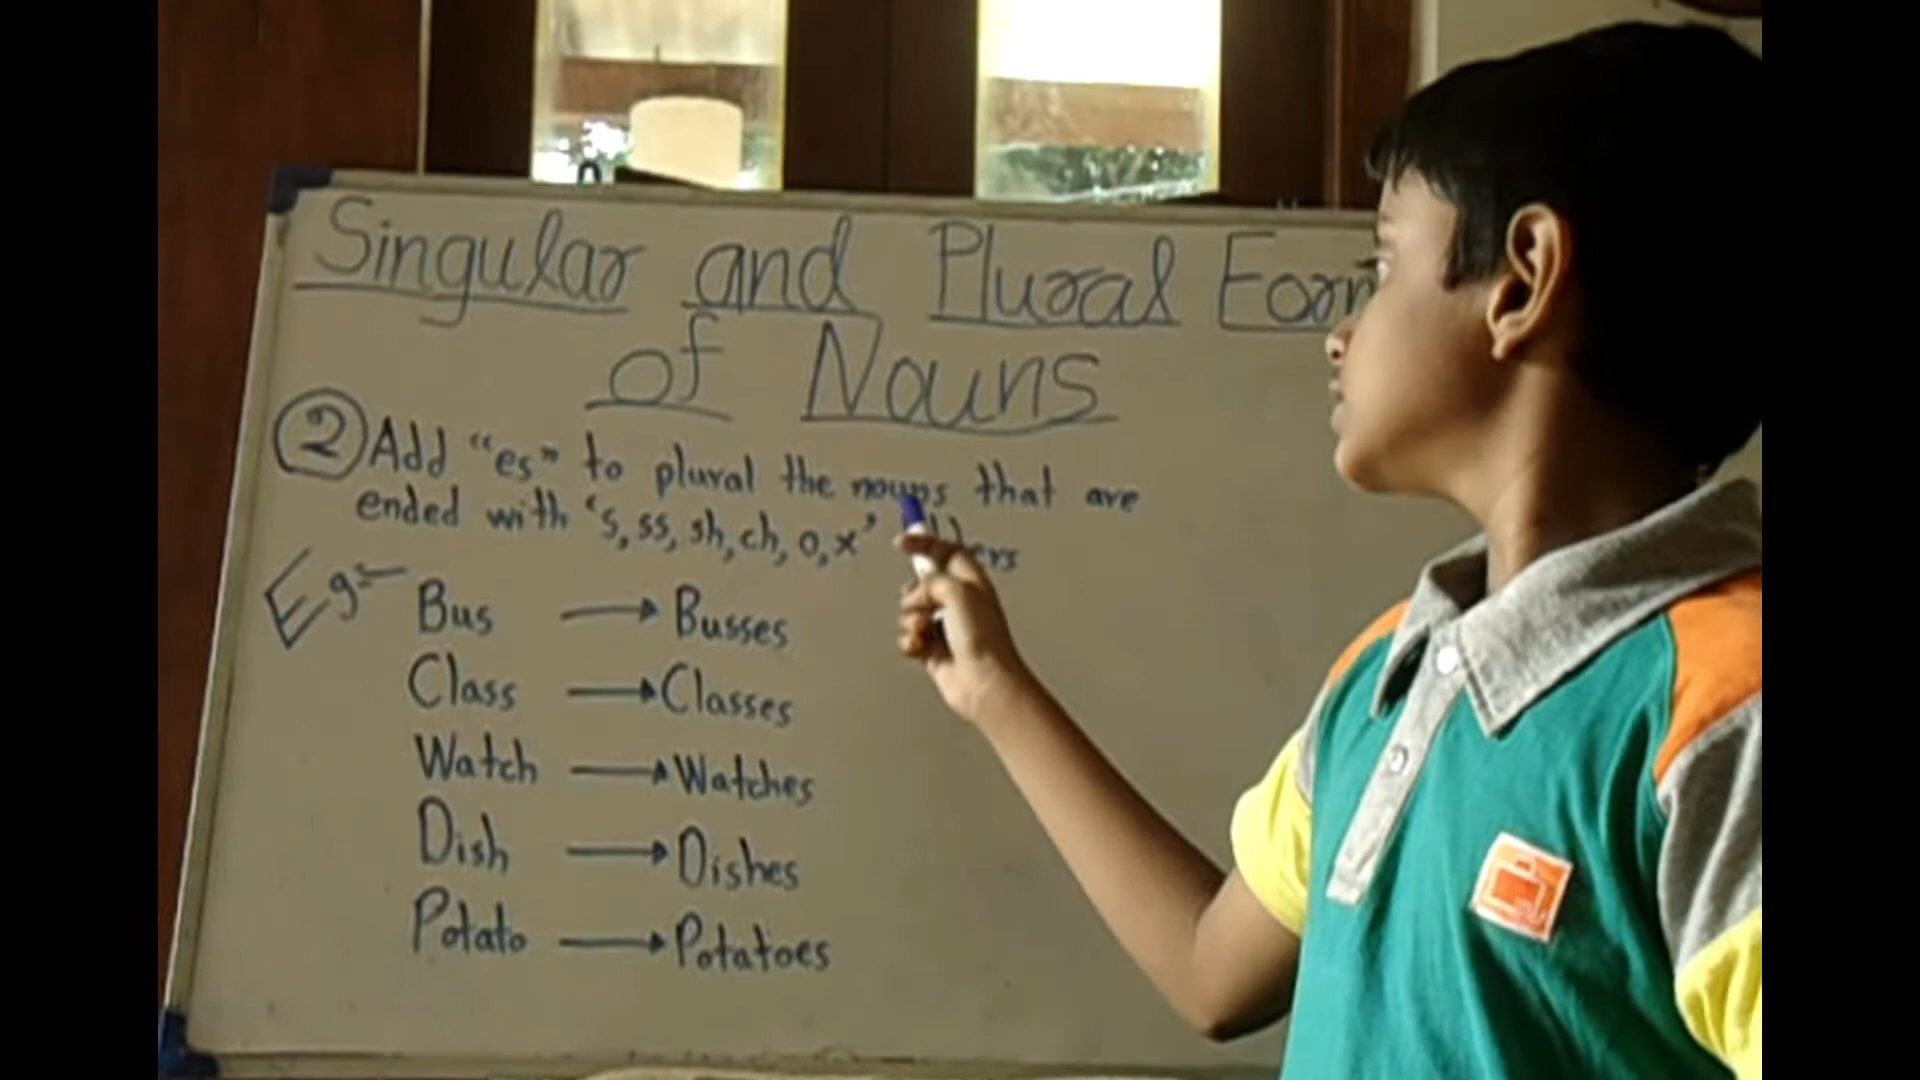 Singular and Plural Form
of Nouns
2 Add "es" to plural the nouns that are
ended with 's, ss, sh, ch, o, x'
Eg:- Bus → Busses
Class → Classes
Watch → Watches
Dish → Dishes
Potato → Potatoes